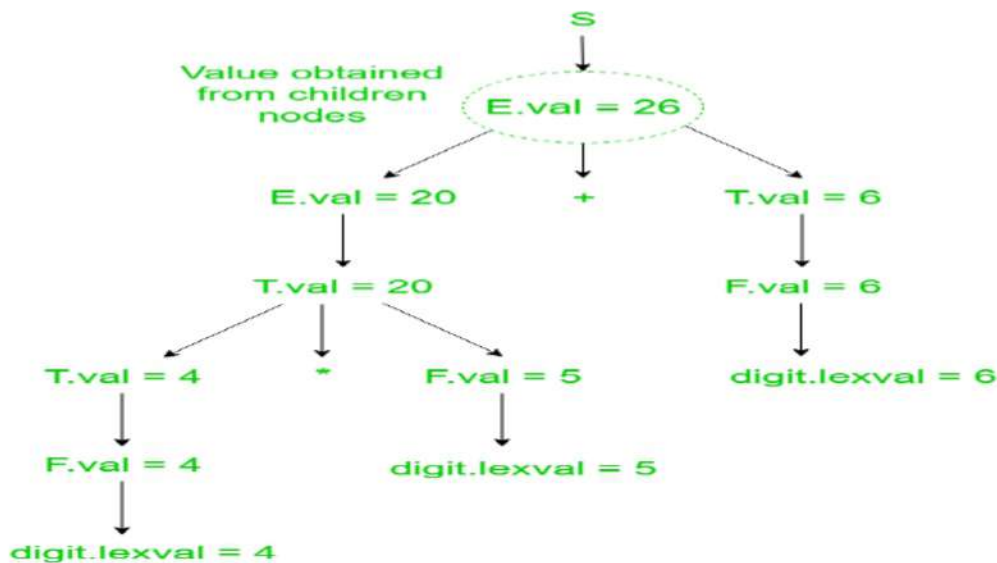 S
Value obtained
from children
nodes
E.val = 26
E.val = 20
+
T.val = 6
T.val = 20
F.val = 6
T.val = 4
*
F.val = 5
digit.lexval = 6
F.val = 4
digit.lexval = 5
digit.lexval = 4